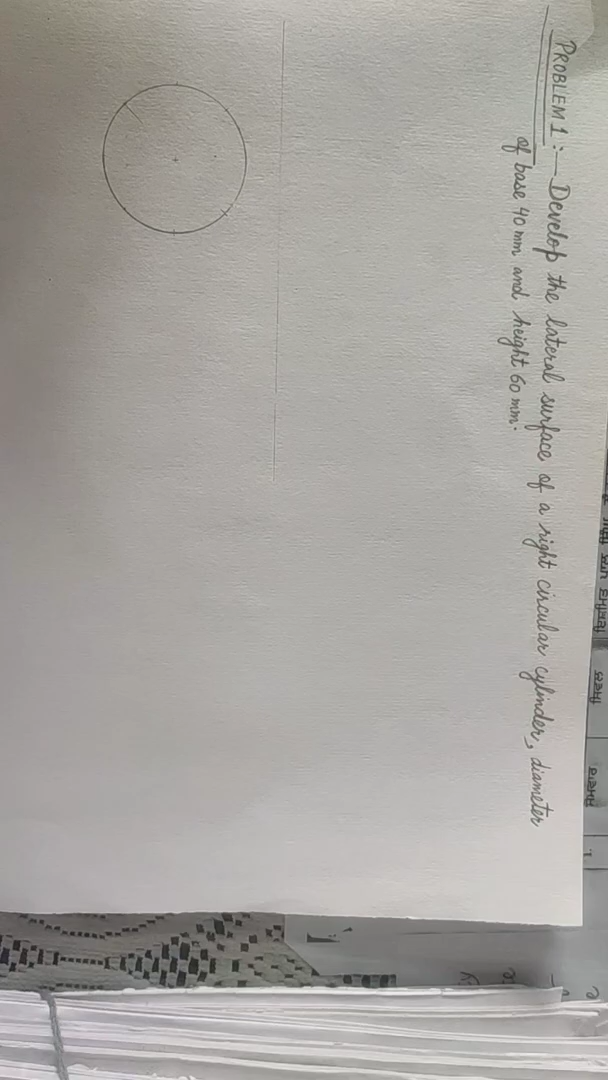 PROBLEM 1 :— Develop the lateral surface of a right circular cylinder, diameter
of base 40 mm and height 60 mm.